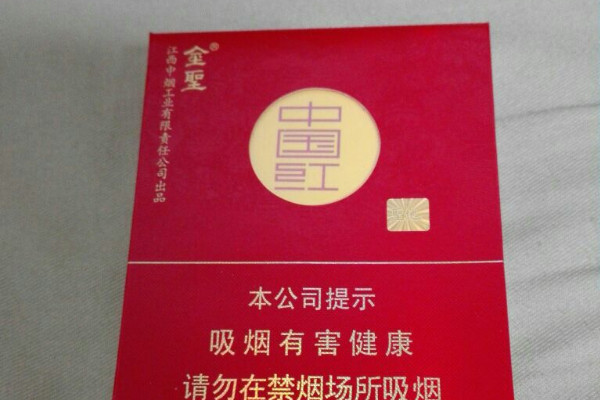 金聖®
江西中烟工业有限责任公司出品
中国红
本公司提示
吸烟有害健康
请勿在禁烟场所吸烟